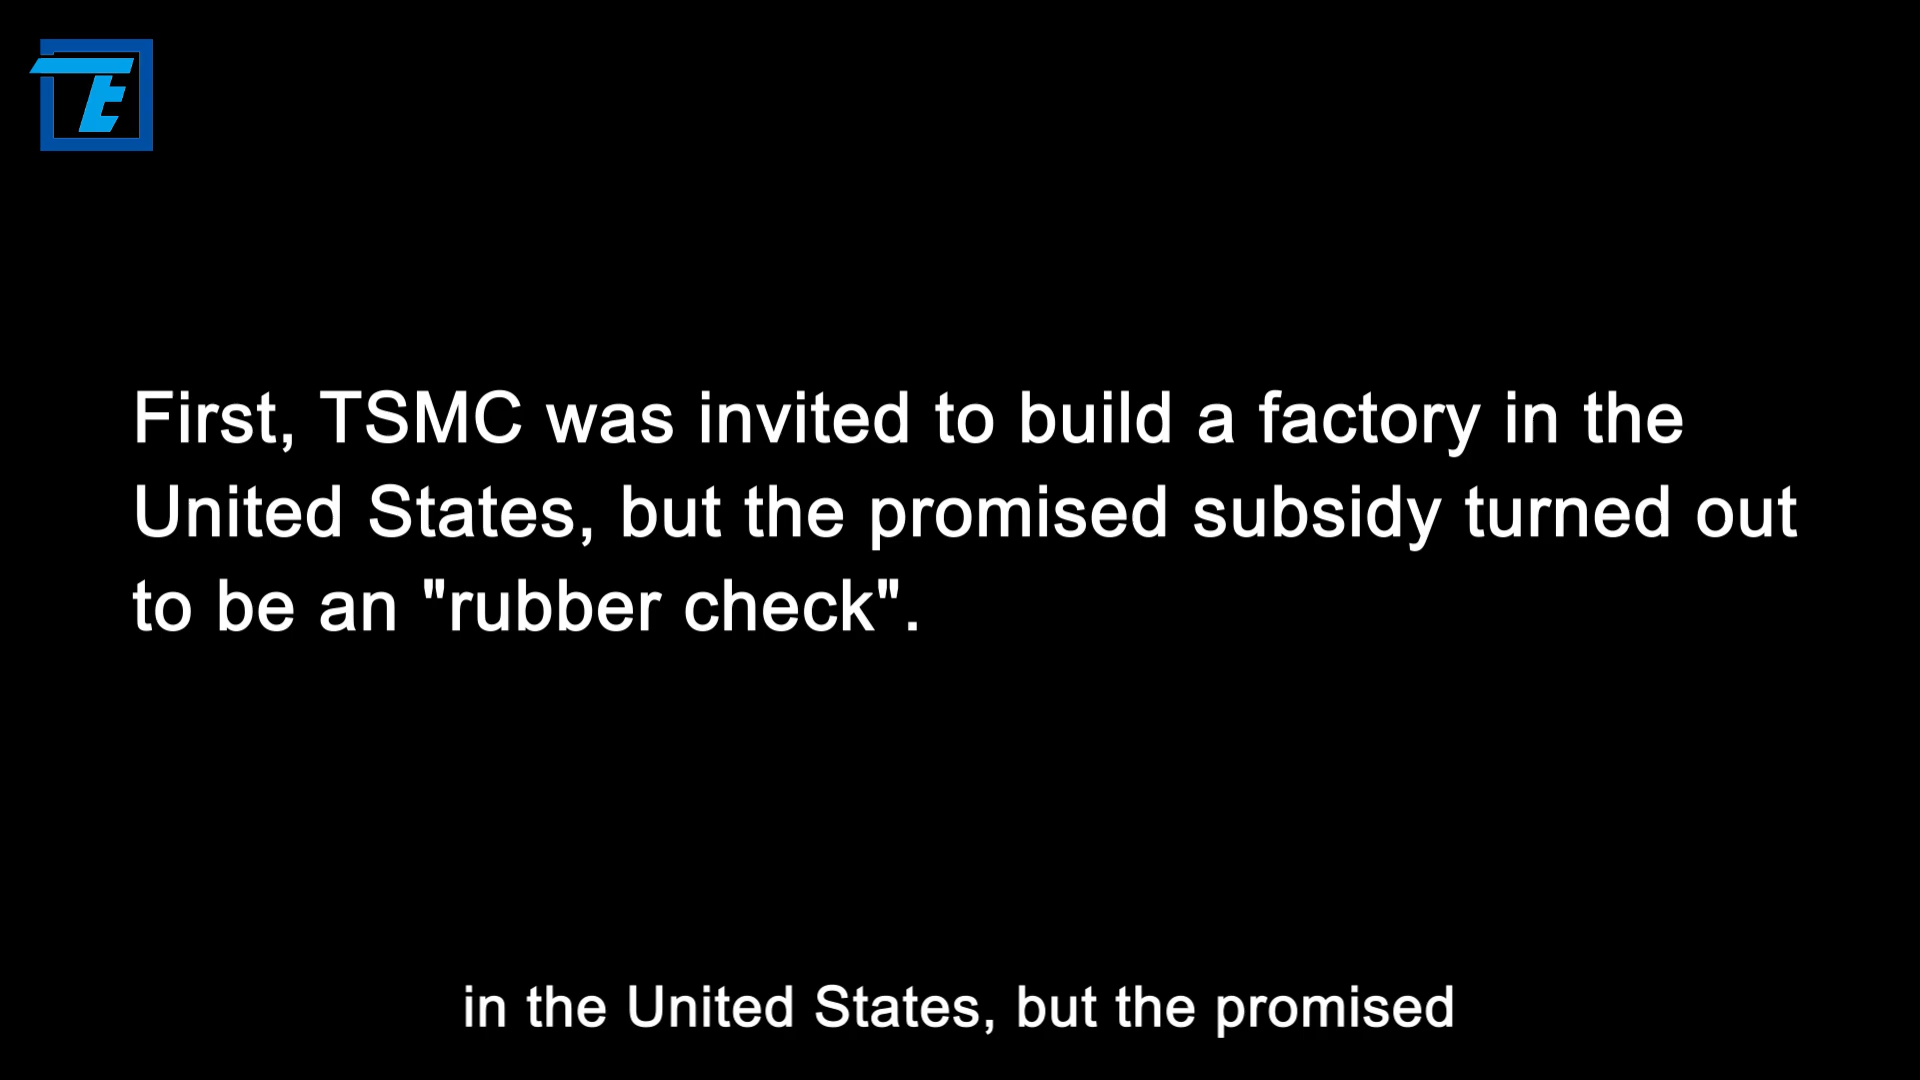 TE
First, TSMC was invited to build a factory in the
United States, but the promised subsidy turned out
to be an "rubber check".
in the United States, but the promised